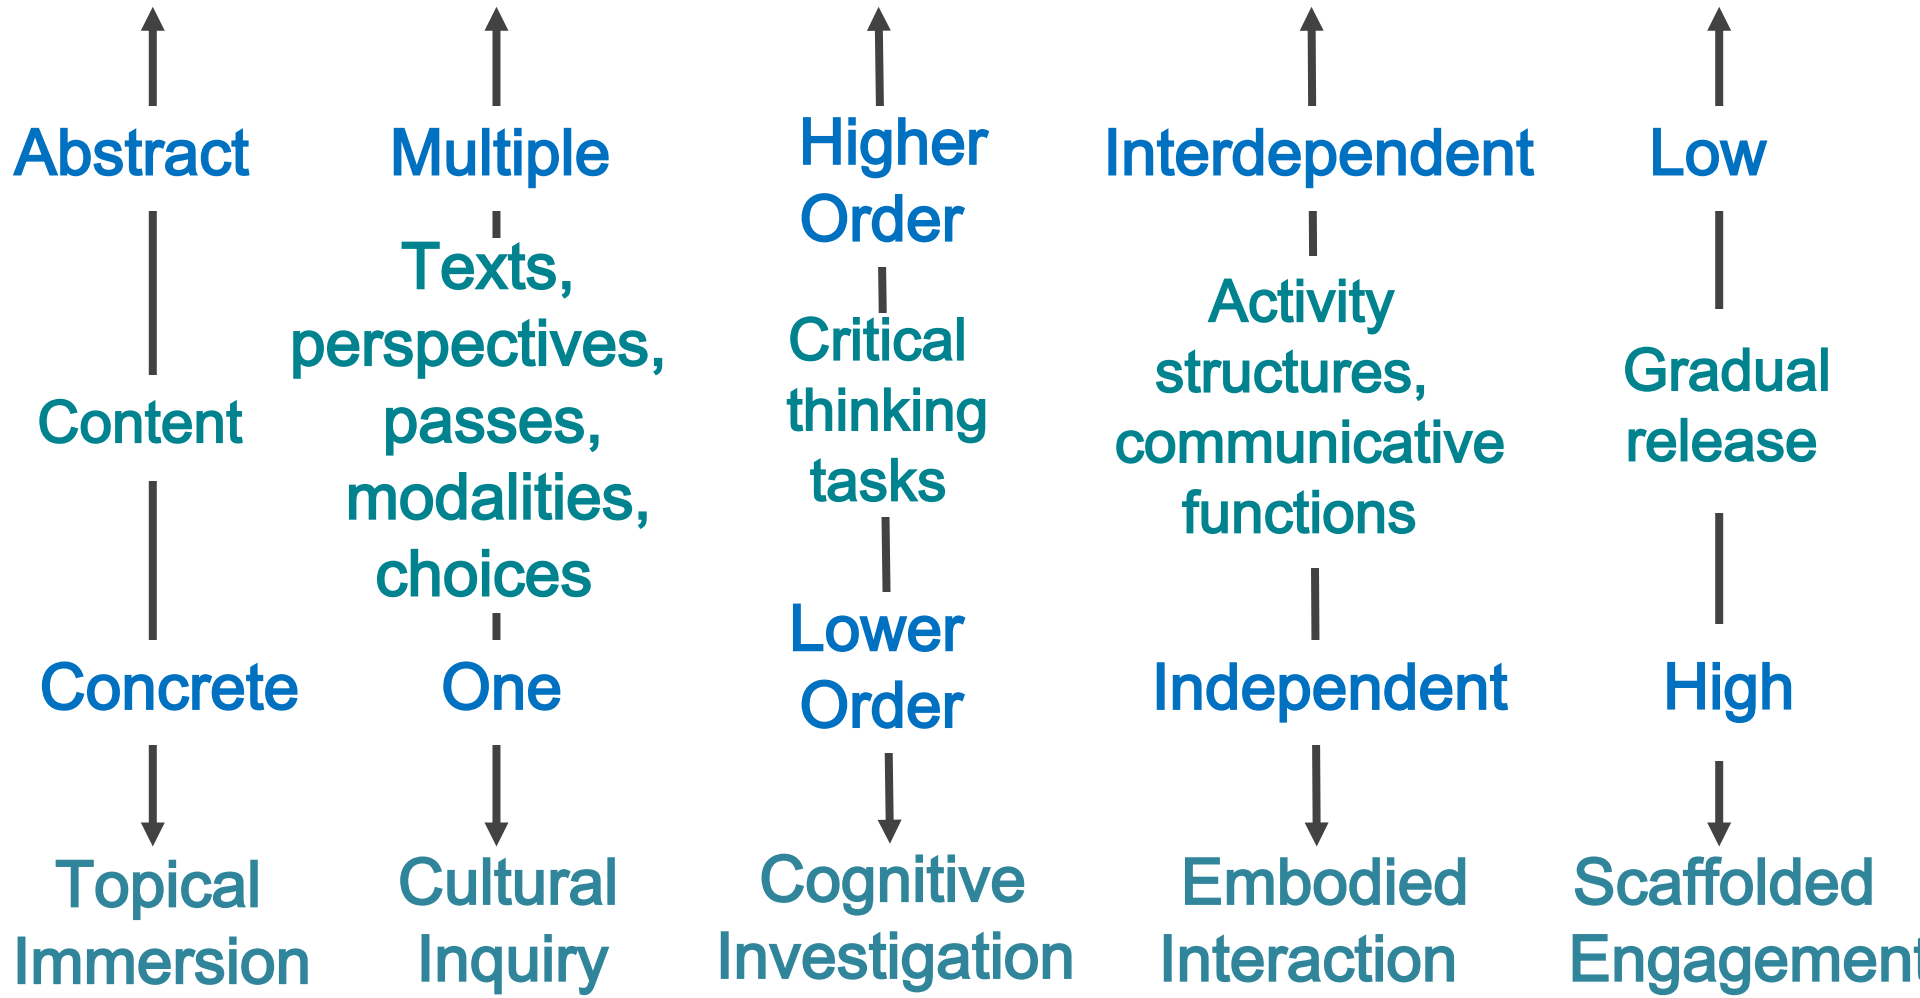 Abstract
Content
Concrete
Topical
Immersion
Multiple
Texts,
perspectives,
passes,
modalities,
choices
One
Cultural
Inquiry
Higher
Order
Critical
thinking
tasks
Lower
Order
Cognitive
Investigation
Interdependent
Activity
structures,
communicative
functions
Independent
Embodied
Interaction
Low
Gradual
release
High
Scaffolded
Engagement